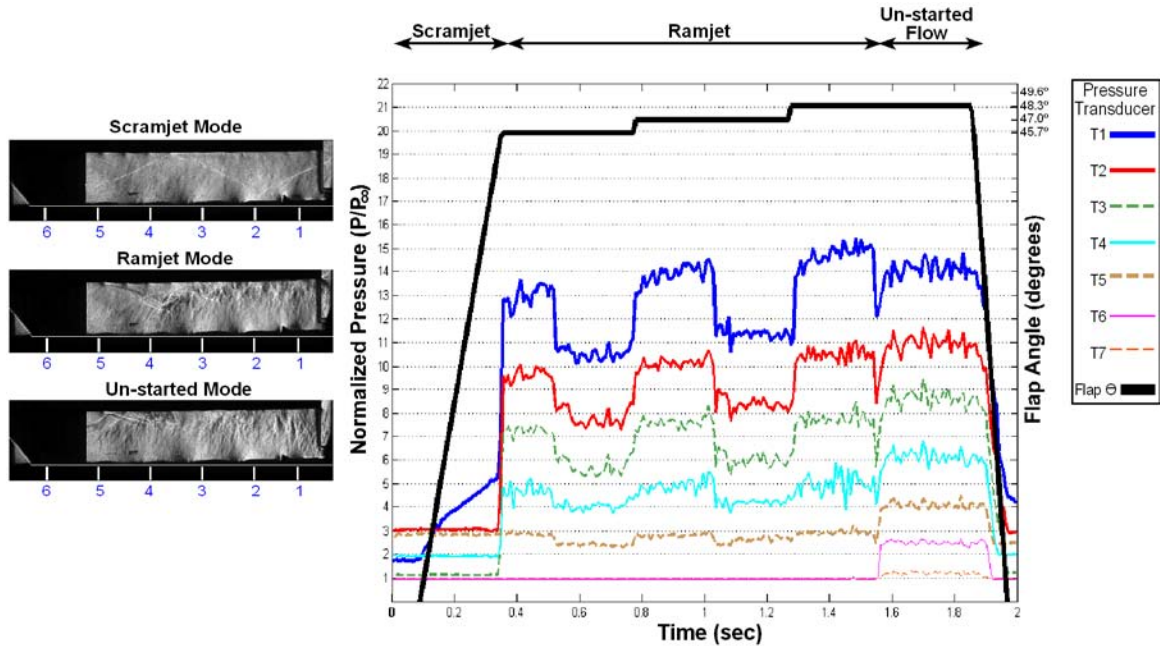 Scramjet Mode
6 5 4 3 2 1
Ramjet Mode
6 5 4 3 2 1
Un-started Mode
6 5 4 3 2 1
Scramjet
Ramjet
Un-started
Flow
Normalized Pressure (P/P∞)
22
21
20
19
18
17
16
15
14
13
12
11
10
9
8
7
6
5
4
3
2
1
0 0.2 0.4 0.6 0.8 1 1.2 1.4 1.6 1.8 2
Time (sec)
49.6º
48.3º
47.0º
45.7º
Flap Angle (degrees)
Pressure
Transducer
T1
T2
T3
T4
T5
T6
T7
Flap Θ